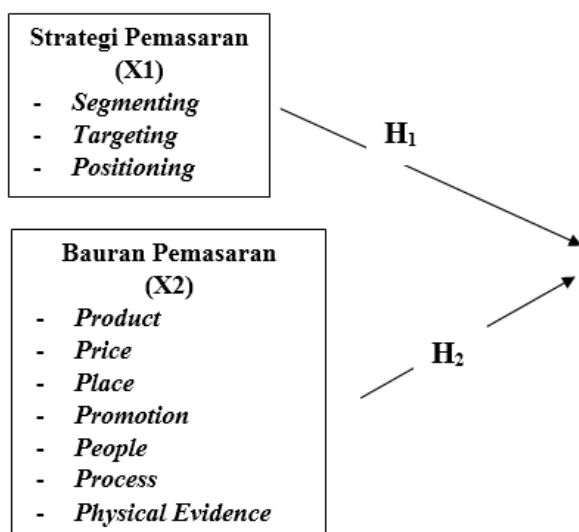 Strategi Pemasaran
(X1)
- Segmenting
- Targeting
- Positioning
H₁
Bauran Pemasaran
(X2)
- Product
- Price
- Place
- Promotion
- People
- Process
- Physical Evidence
H₂